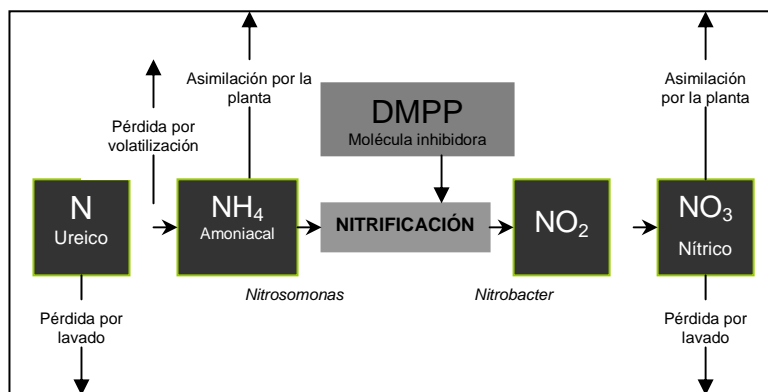 Asimilación por la
planta
Asimilación
por la planta
DMPP
Molécula inhibidora
Pérdida por
volatilización
N
Ureico
NH₄
Amoniacal
NITRIFICACIÓN
NO₂
NO₃
Nítrico
Nitrosomonas
Nitrobacter
Pérdida por
lavado
Pérdida por
lavado